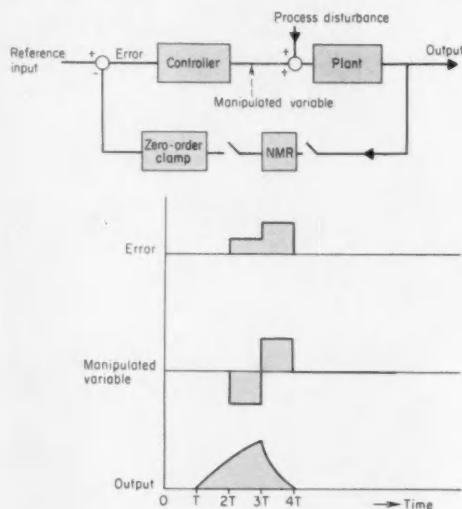 Process disturbance
Reference
input
+
Error
-
Controller
+
+
Plant
Output
Manipulated
variable
Zero-order
clamp
NMR
Error
Manipulated
variable
Output
0 T 2T 3T 4T Time